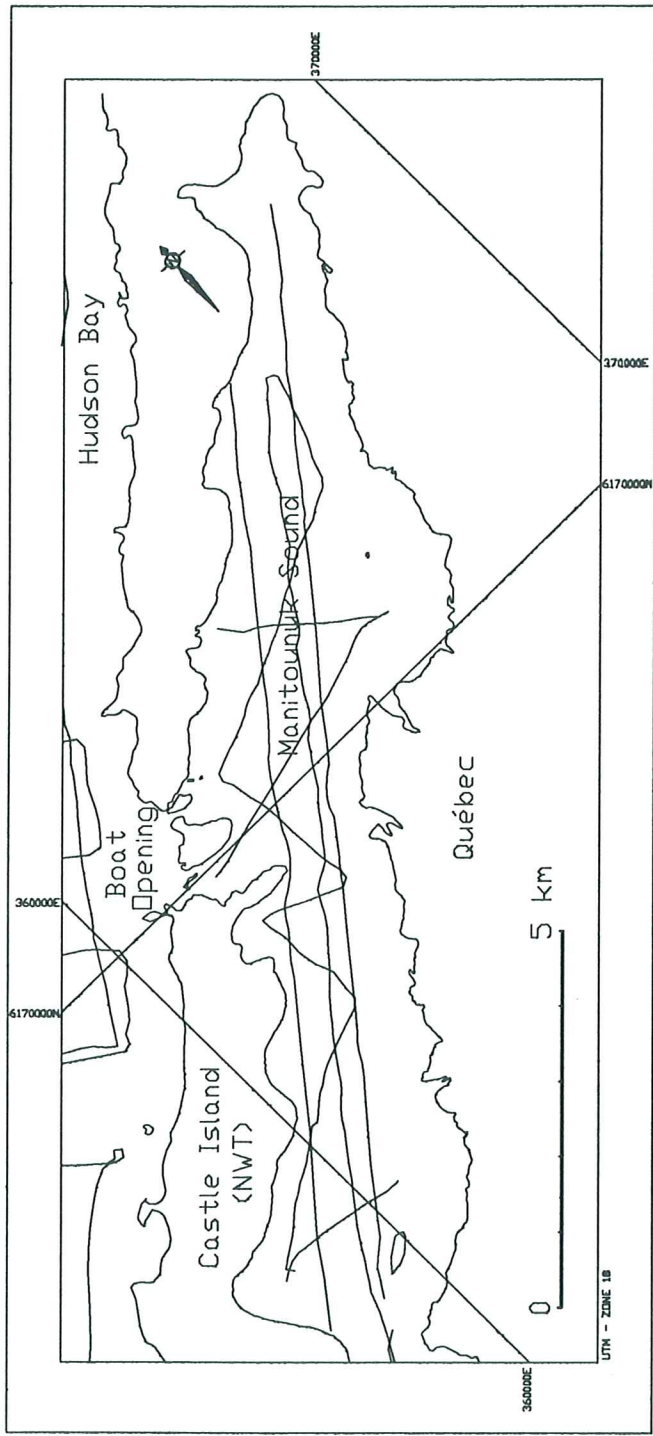 Hudson Bay
Boat
Opening
Manitounuk Sound
Castle Island
(NWT)
Québec
0
5 km
370000E
370000E
6170000N
360000E
6170000N
360000E
UTM - ZONE 18